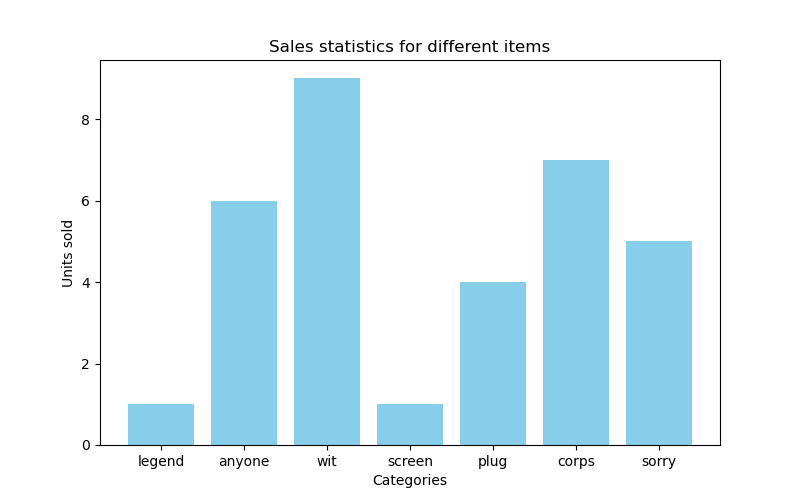 Sales statistics for different items
Units sold
8
6
4
2
0
legend anyone wit screen plug corps sorry
Categories